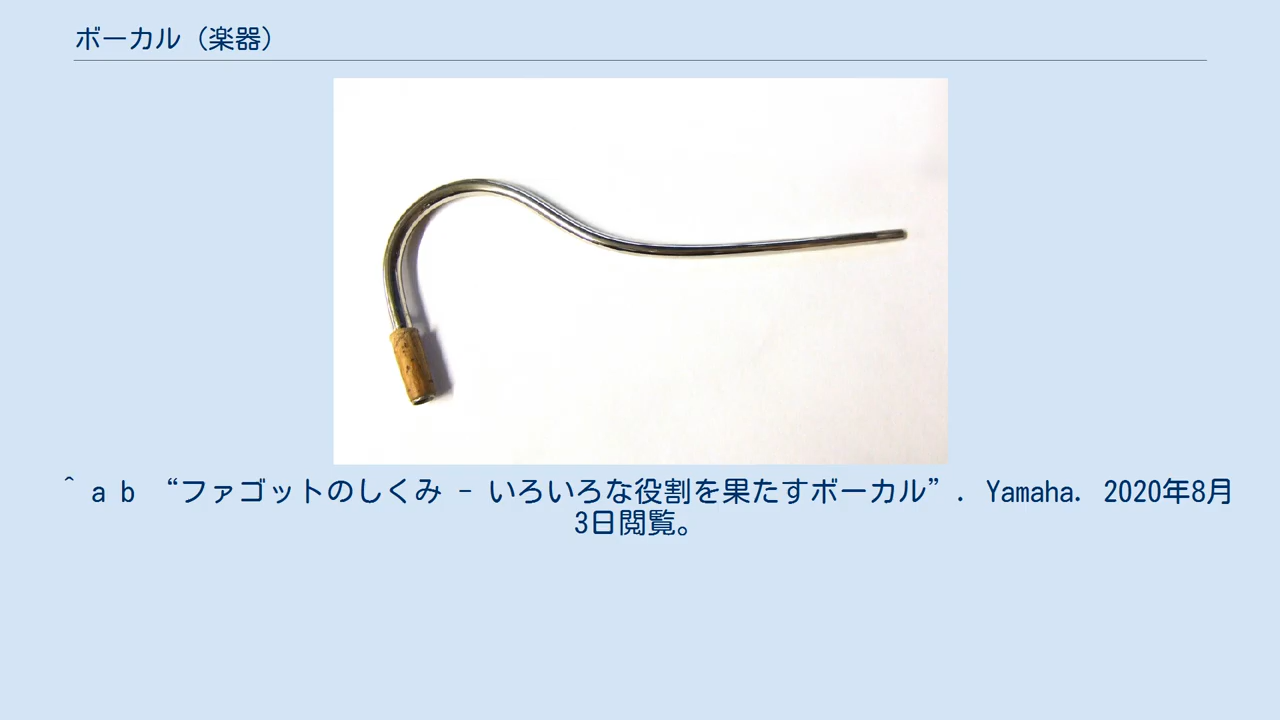 ボーカル（楽器）
^ a b “ファゴットのしくみ - いろいろな役割を果たすボーカル”. Yamaha. 2020年8月
3日閲覧。